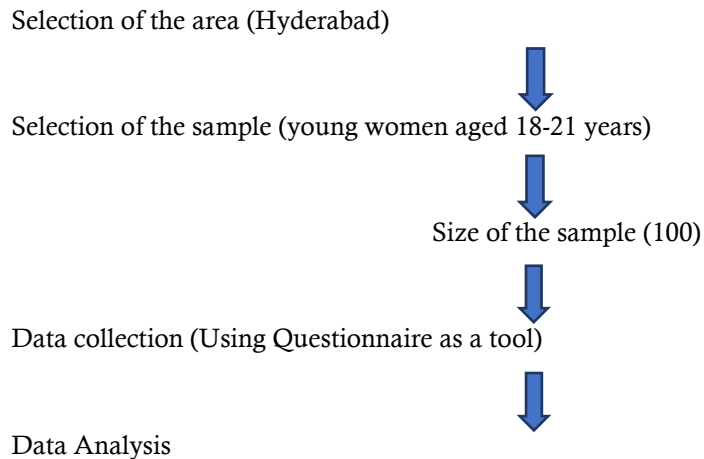 Selection of the area (Hyderabad)
Selection of the sample (young women aged 18-21 years)
Size of the sample (100)
Data collection (Using Questionnaire as a tool)
Data Analysis